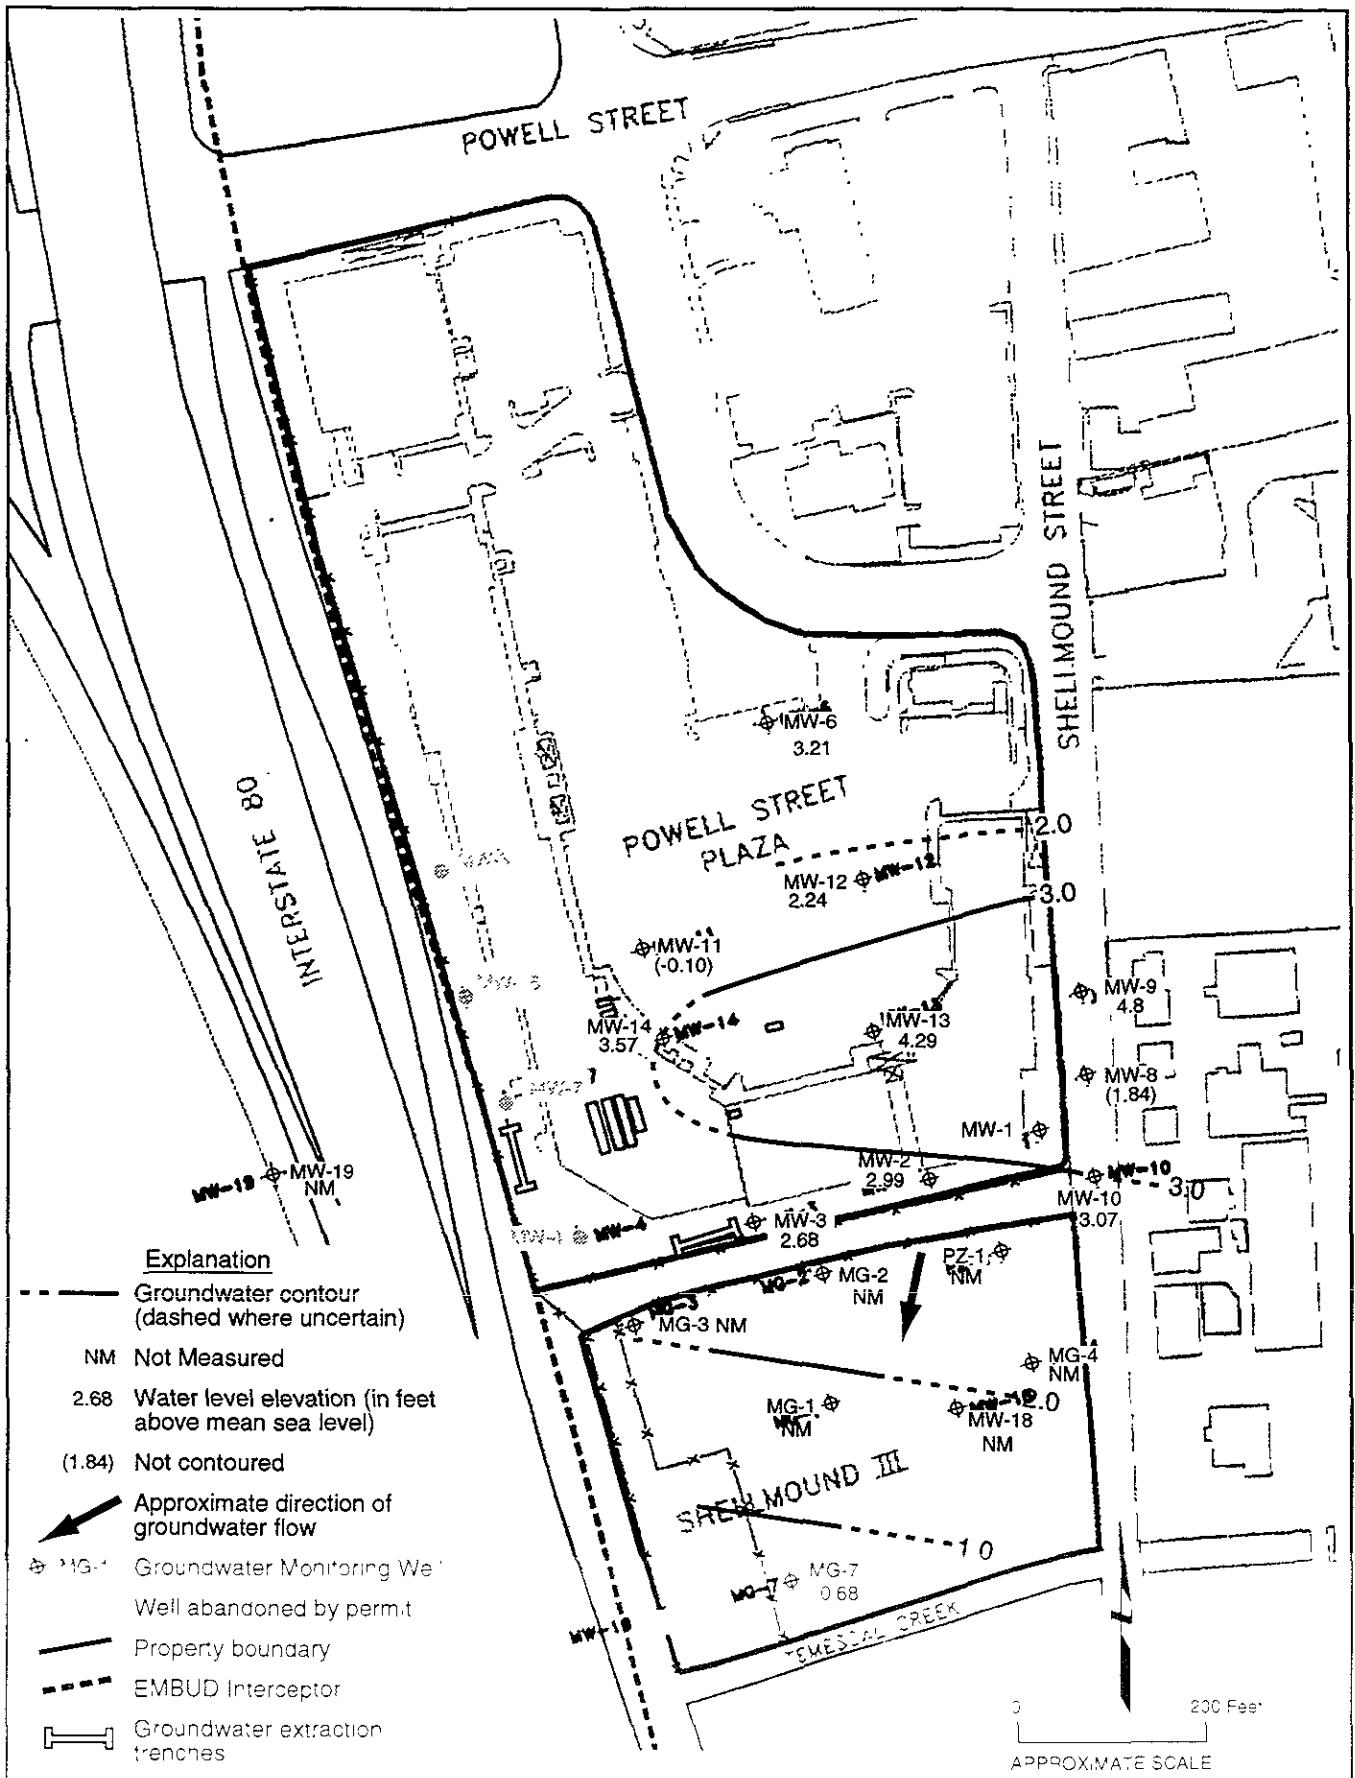 POWELL STREET
SHELLMOUND STREET
INTERSTATE 80
MW-6
3.21
POWELL STREET
PLAZA
2.0
MW-12
MW-12
2.24
3.0
MW-11
(-0.10)
MW-9
4.8
MW-14
MW-14
3.57
MW-13
4.29
MW-8
(1.84)
MW-1
MW-2
2.99
MW-10
MW-10
3.07
3.0
MW-19
MW-19
NM
MW-4
MW-3
2.68
PZ-1
NM
MG-2
MG-2
NM
MG-3
MG-3 NM
MG-4
NM
MG-1
NM
MW-18
NM
2.0
SHELLMOUND III
1.0
MG-7
MG-7
0.68
TEMESCAL CREEK
Explanation
Groundwater contour
(dashed where uncertain)
NM Not Measured
2.68 Water level elevation (in feet
above mean sea level)
(1.84) Not contoured
Approximate direction of
groundwater flow
MG-1 Groundwater Monitoring Well
Well abandoned by permit
Property boundary
EMBUD Interceptor
Groundwater extraction
trenches
0 200 Feet
APPROXIMATE SCALE